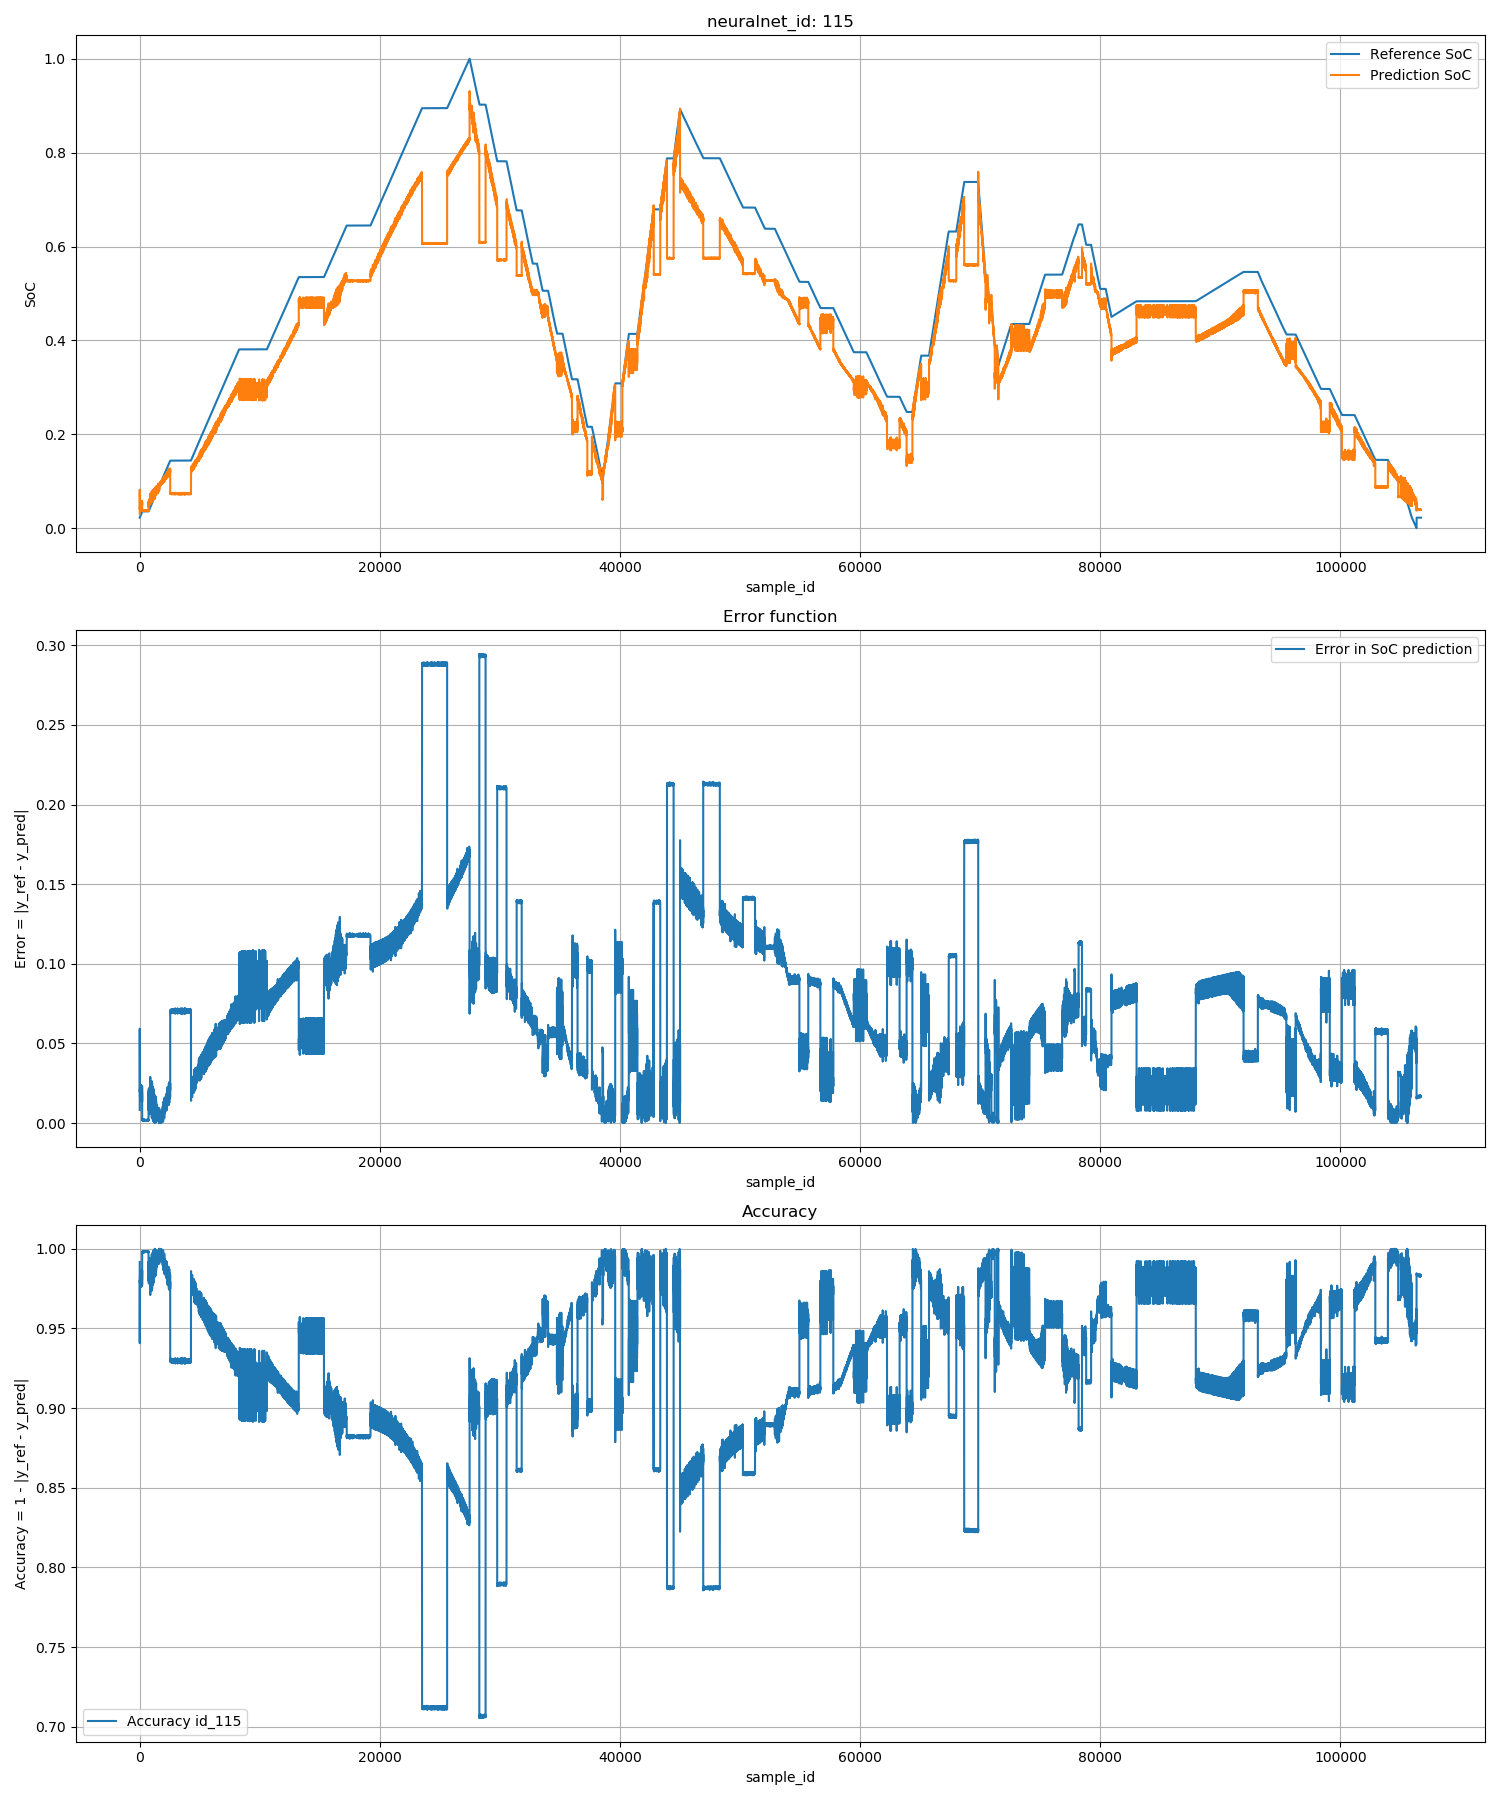 neuralnet_id: 115
Reference SoC
Prediction SoC
1.0
0.8
0.6
0.4
0.2
0.0
SoC
0 20000 40000 60000 80000 100000
sample_id
Error function
Error in SoC prediction
0.30
0.25
0.20
0.15
0.10
0.05
0.00
Error = |y_ref - y_pred|
0 20000 40000 60000 80000 100000
sample_id
Accuracy
1.00
0.95
0.90
0.85
0.80
0.75
0.70
Accuracy = 1 - |y_ref - y_pred|
Accuracy id_115
0 20000 40000 60000 80000 100000
sample_id